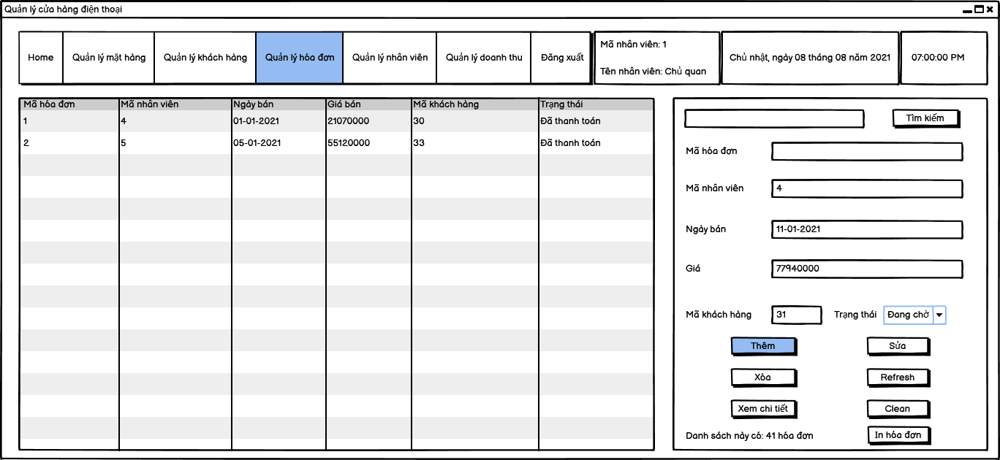 Quản lý cửa hàng điện thoại
Home Quản lý mặt hàng Quản lý khách hàng Quản lý hóa đơn Quản lý nhân viên Quản lý doanh thu Đăng xuất
Mã nhân viên: 1
Tên nhân viên: Chủ quan
Chủ nhật, ngày 08 tháng 08 năm 2021
07:00:00 PM
Mã hóa đơn Mã nhân viên Ngày bán Giá bán Mã khách hàng Trạng thái
1 4 01-01-2021 21070000 30 Đã thanh toán
2 5 05-01-2021 55120000 33 Đã thanh toán
Tìm kiếm
Mã hóa đơn
Mã nhân viên 4
Ngày bán 11-01-2021
Giá 77940000
Mã khách hàng 31 Trạng thái Đang chờ
Thêm Sửa
Xóa Refresh
Xem chi tiết Clean
Danh sách này có: 41 hóa đơn In hóa đơn